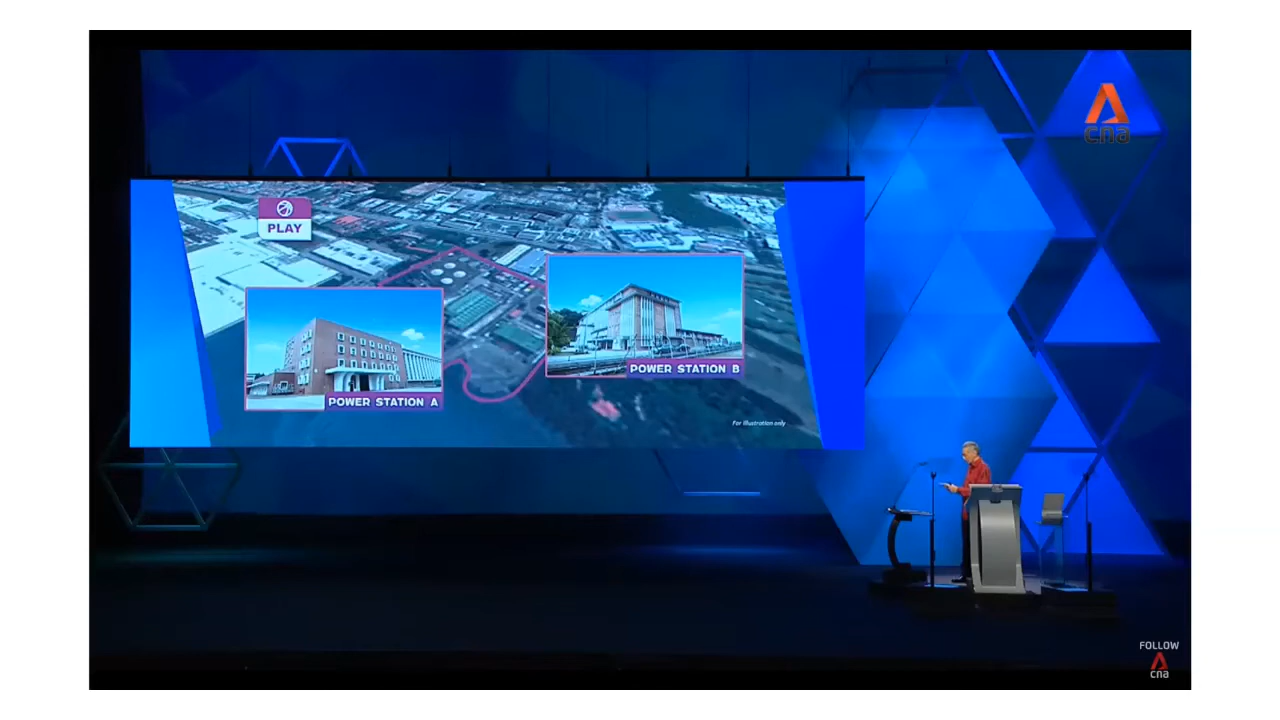 cna
PLAY
POWER STATION B
POWER STATION A
For illustration only
FOLLOW
cna